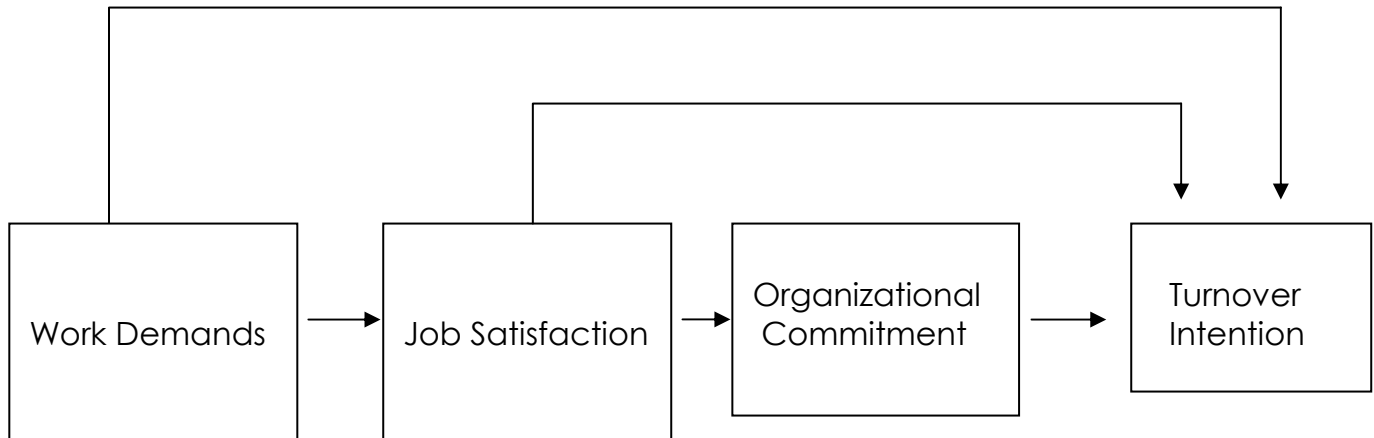 Work Demands
Job Satisfaction
Organizational
Commitment
Turnover
Intention